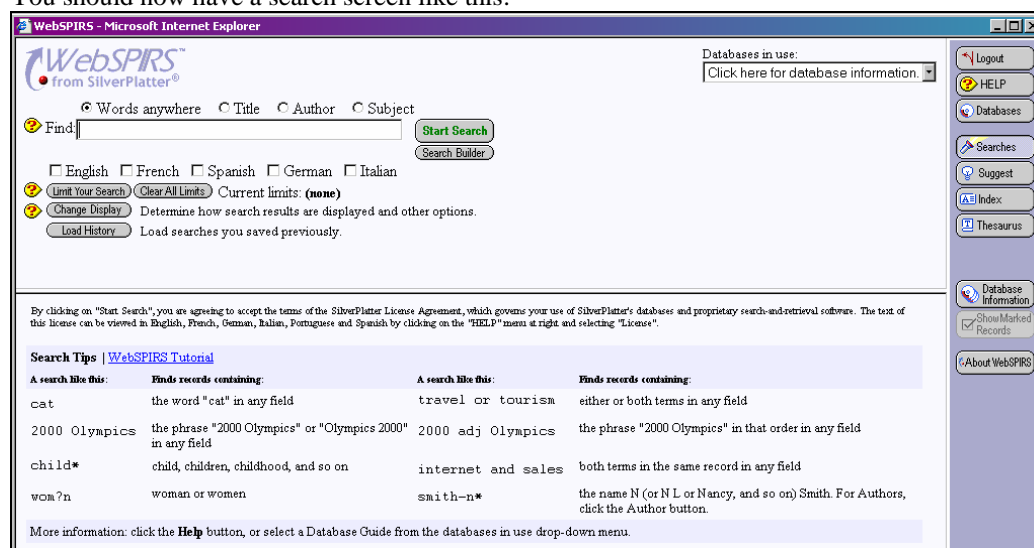 You should now have a search screen like this:
WebSPIRS - Microsoft Internet Explorer
WebSPIRS™
from SilverPlatter®
Databases in use:
Click here for database information.
Words anywhere Title Author Subject
Find:
Start Search
Search Builder
English French Spanish German Italian
Limit Your Search Clear All Limits Current limits: (none)
Change Display Determine how search results are displayed and other options.
Load History Load searches you saved previously.
Logout
HELP
Databases
Searches
Suggest
Index
Thesaurus
Database
Information
Show Marked
Records
About WebSPIRS
By clicking on "Start Search", you are agreeing to accept the terms of the SilverPlatter License Agreement, which governs your use of SilverPlatter's databases and proprietary search-and-retrieval software. The text of
this license can be viewed in English, French, German, Italian, Portuguese and Spanish by clicking on the "HELP" menu at right and selecting "License".
Search Tips | WebSPIRS Tutorial
A search like this: Finds records containing: A search like this: Finds records containing:
cat the word "cat" in any field travel or tourism either or both terms in any field
2000 Olympics the phrase "2000 Olympics" or "Olympics 2000" 2000 adj Olympics the phrase "2000 Olympics" in that order in any field
in any field
child* child, children, childhood, and so on internet and sales both terms in the same record in any field
wom?n woman or women smith-n* the name N (or N L or Nancy, and so on) Smith. For Authors,
click the Author button.
More information: click the Help button, or select a Database Guide from the databases in use drop-down menu.